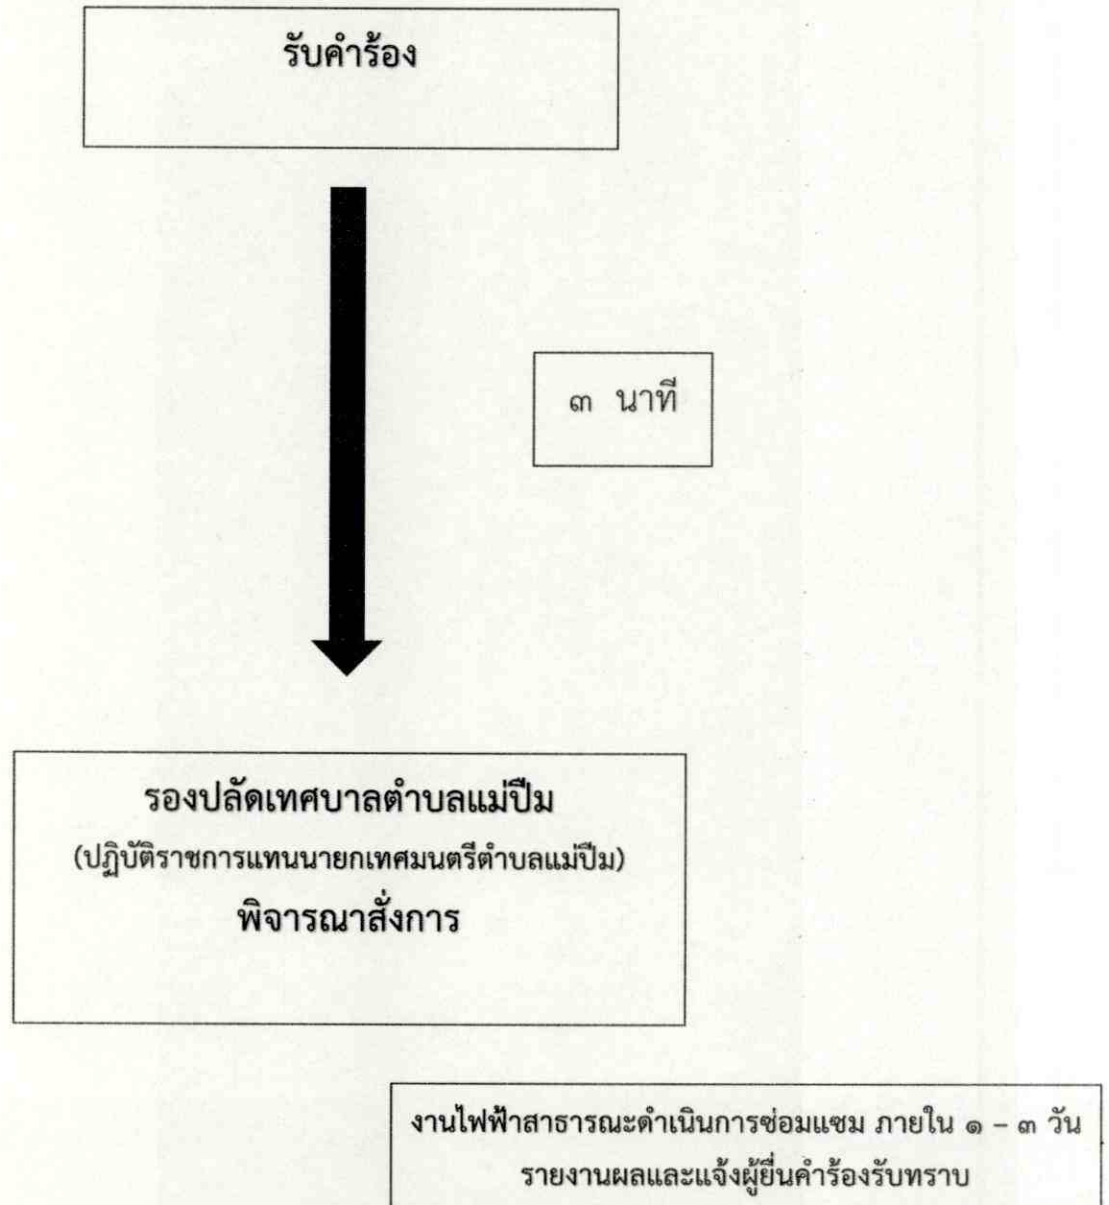 รับคำร้อง
๓ นาที
รองปลัดเทศบาลตำบลแม่ปืม
(ปฏิบัติราชการแทนนายกเทศมนตรีตำบลแม่ปืม)
พิจารณาสั่งการ
งานไฟฟ้าสาธารณะดำเนินการซ่อมแซม ภายใน ๑ – ๓ วัน
รายงานผลและแจ้งผู้ยื่นคำร้องรับทราบ